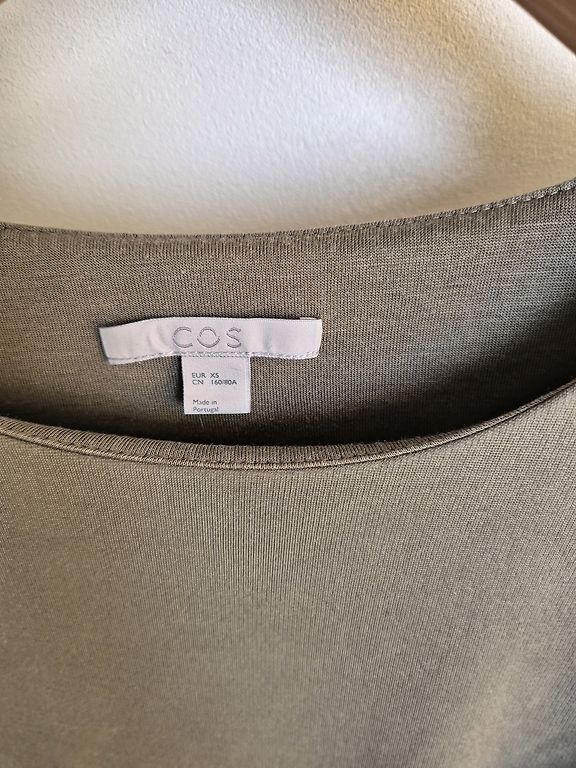 COS
EUR XS
CN 160/80A
Made in
Portugal